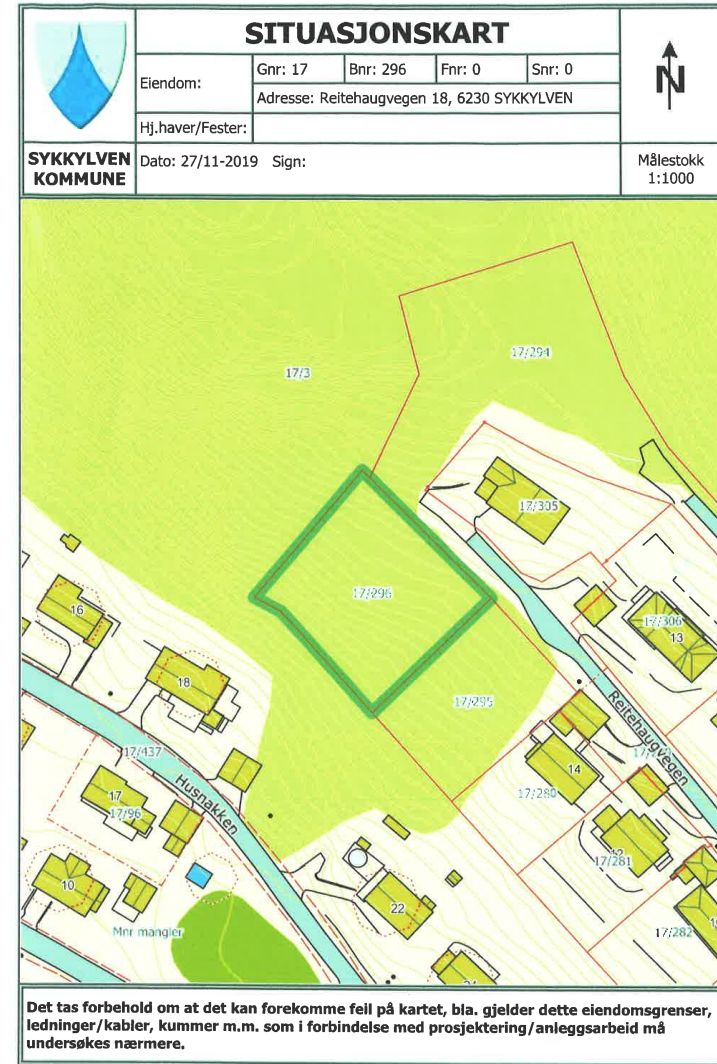 SITUASJONSKART
Eiendom:
Gnr: 17
Bnr: 296
Fnr: 0
Snr: 0
Adresse: Reitehaugvegen 18, 6230 SYKKYLVEN
Hj.haver/Fester:
N
SYKKYLVEN
KOMMUNE
Dato: 27/11-2019 Sign:
Målestokk
1:1000
17/294
17/3
17/305
17/296
16
17/306
13
18
17/295
Reitehaugvegen
17/437
14
17/280
Husnakken
17
17/96
12
17/281
10
22
Mnr mangler
17/282
24
Det tas forbehold om at det kan forekomme feil på kartet, bla. gjelder dette eiendomsgrenser,
ledninger/kabler, kummer m.m. som i forbindelse med prosjektering/anleggsarbeid må
undersøkes nærmere.